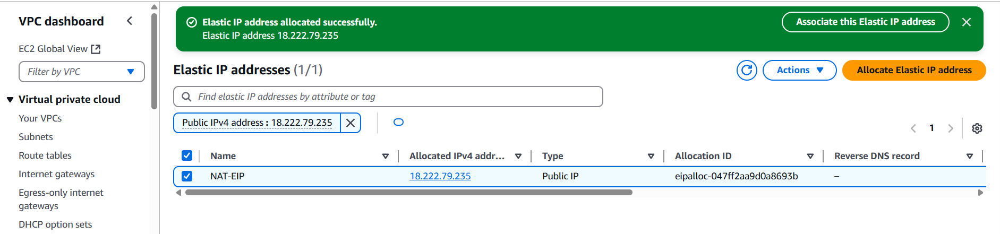 VPC dashboard
EC2 Global View
Filter by VPC
Virtual private cloud
Your VPCs
Subnets
Route tables
Internet gateways
Egress-only internet
gateways
DHCP option sets
Elastic IP address allocated successfully.
Elastic IP address 18.222.79.235
Associate this Elastic IP address
Elastic IP addresses (1/1)
Actions
Allocate Elastic IP address
Find elastic IP addresses by attribute or tag
Public IPv4 address : 18.222.79.235
1
Name Allocated IPv4 addr... Type Allocation ID Reverse DNS record
NAT-EIP 18.222.79.235 Public IP eipalloc-047ff2aa9d0a8693b –